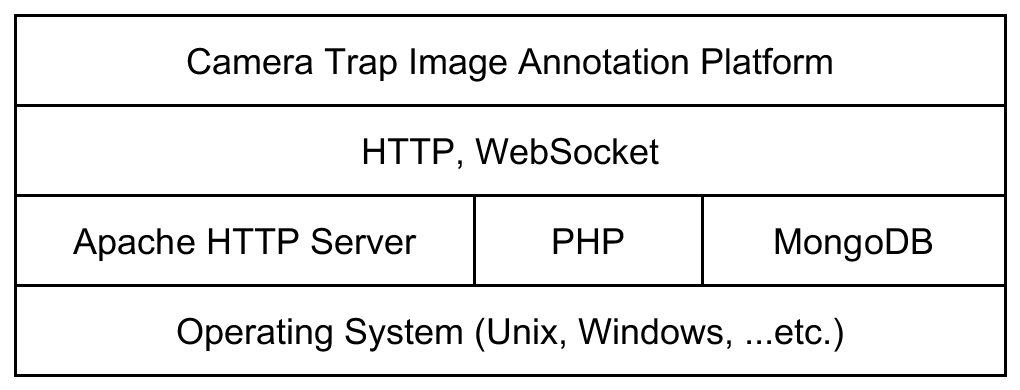 Camera Trap Image Annotation Platform
HTTP, WebSocket
Apache HTTP Server
PHP
MongoDB
Operating System (Unix, Windows, ...etc.)